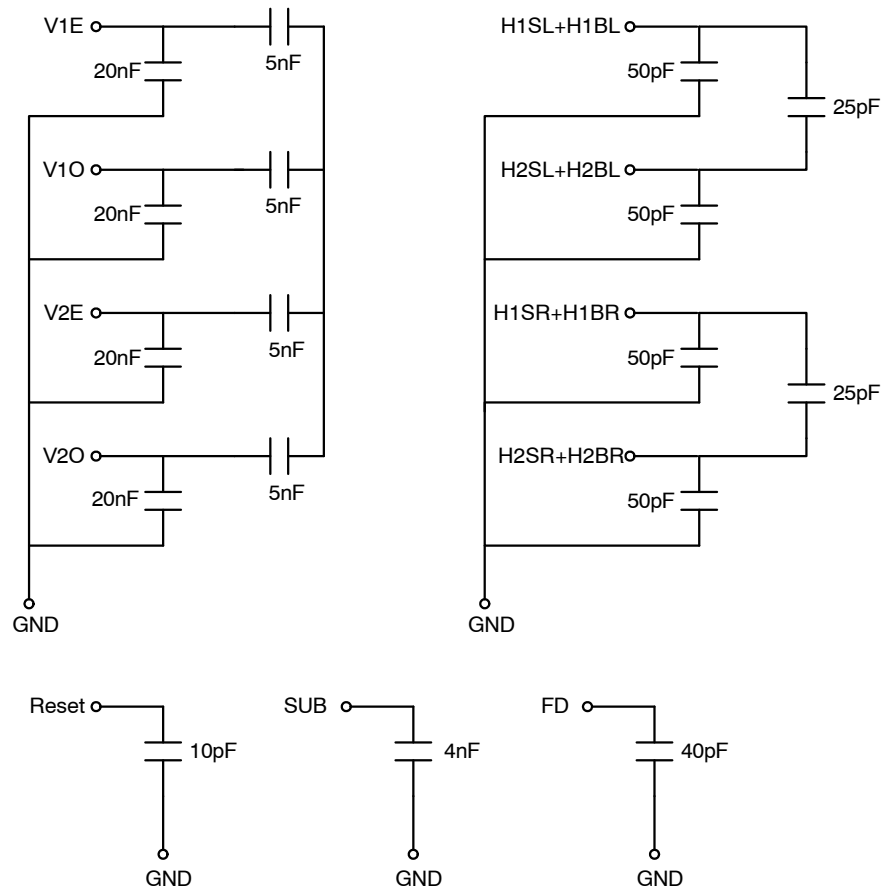 V1E
5nF
20nF
V1O
5nF
20nF
V2E
5nF
20nF
V2O
5nF
20nF
GND
H1SL+H1BL
50pF
25pF
H2SL+H2BL
50pF
H1SR+H1BR
50pF
25pF
H2SR+H2BR
50pF
GND
Reset
10pF
GND
SUB
4nF
GND
FD
40pF
GND